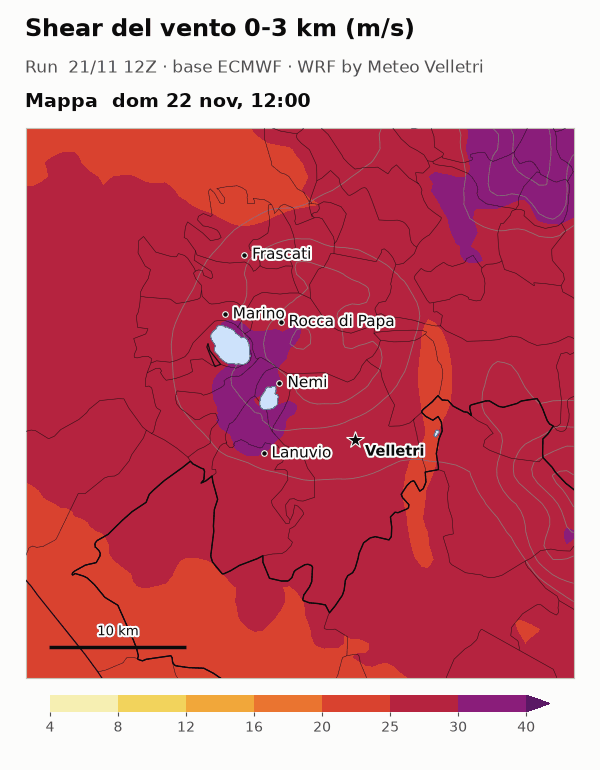 Shear del vento 0-3 km (m/s)
Run  21/11 12Z · base ECMWF · WRF by Meteo Velletri
Mappa  dom 22 nov, 12:00
Frascati
Marino
Rocca di Papa
Nemi
Velletri
Lanuvio
10 km
4 8 12 16 20 25 30 40